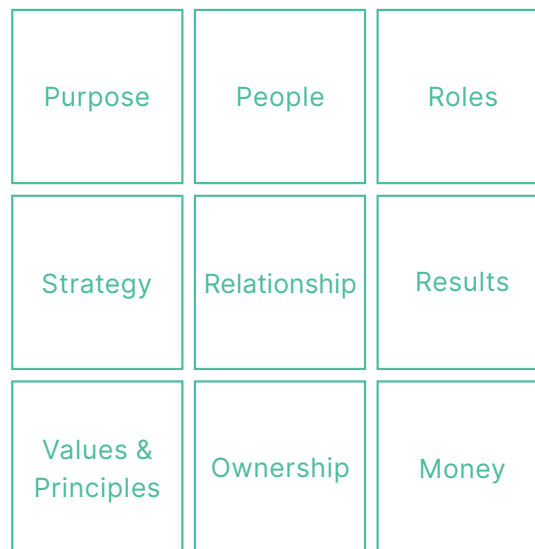 Purpose
People
Roles
Strategy
Relationship
Results
Values &
Principles
Ownership
Money